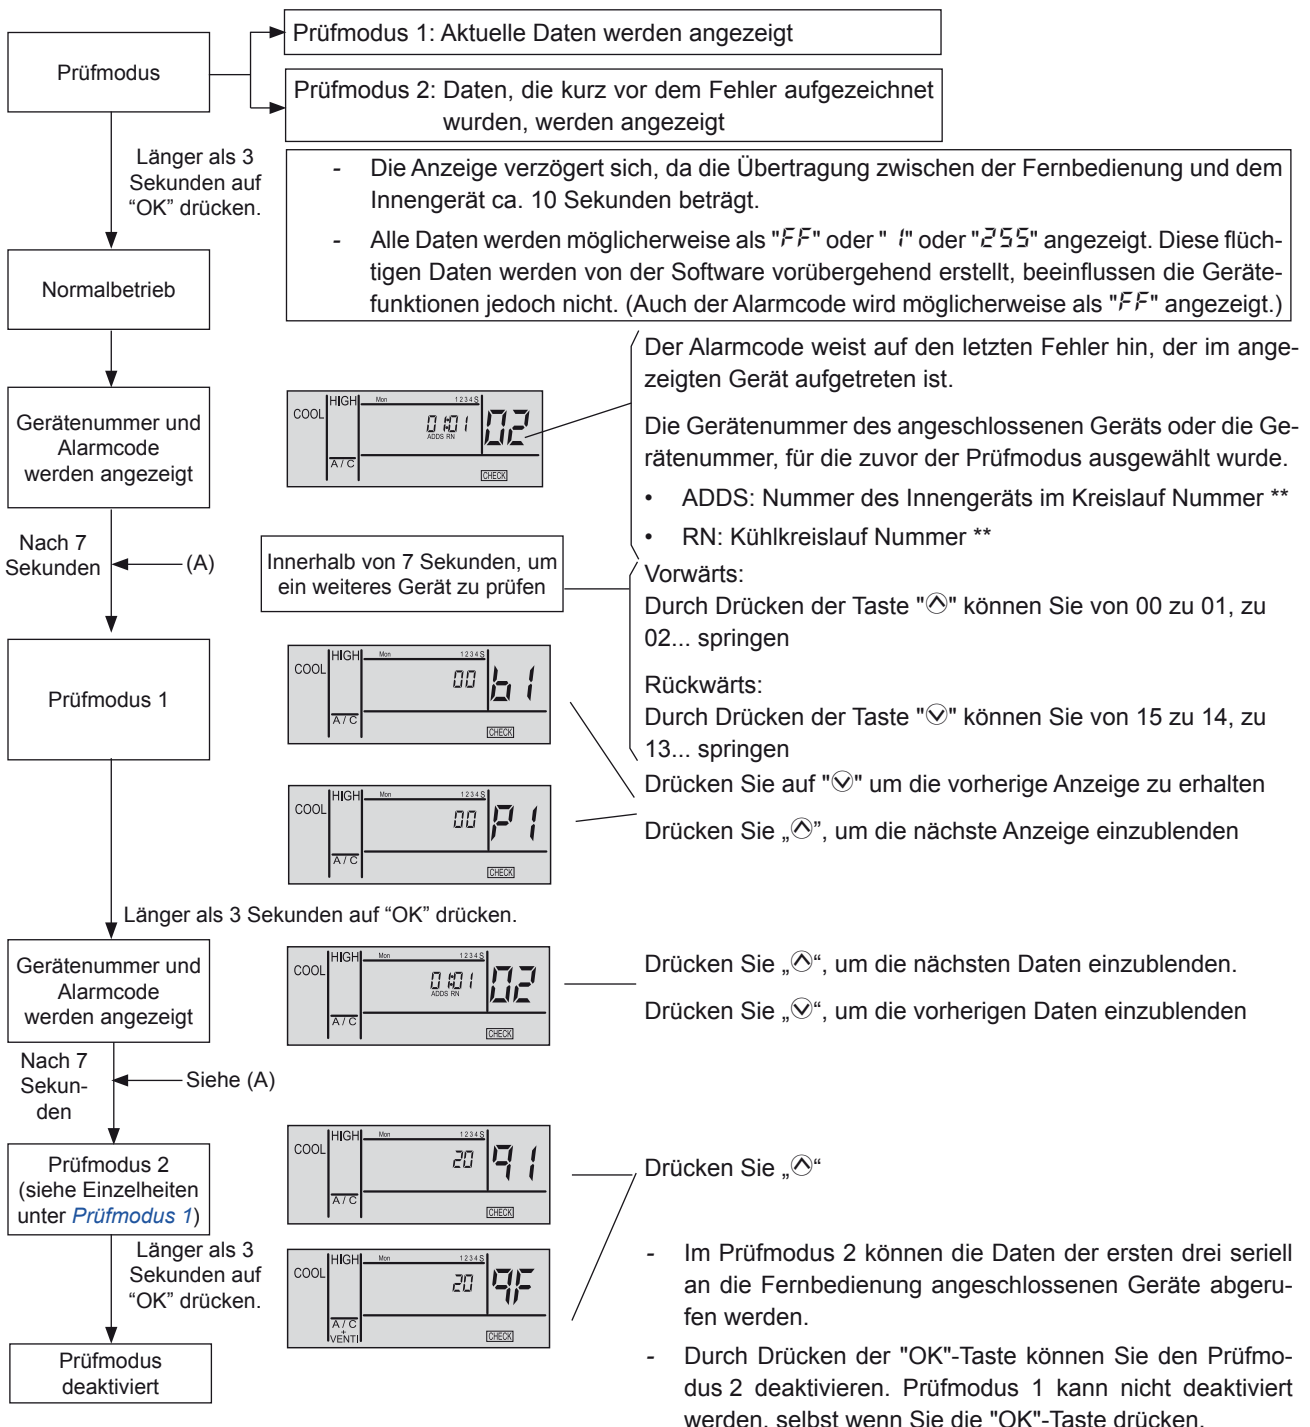 Prüfmodus
Prüfmodus 1: Aktuelle Daten werden angezeigt
Prüfmodus 2: Daten, die kurz vor dem Fehler aufgezeichnet
wurden, werden angezeigt
Länger als 3
Sekunden auf
“OK” drücken.
- Die Anzeige verzögert sich, da die Übertragung zwischen der Fernbedienung und dem
Innengerät ca. 10 Sekunden beträgt.
- Alle Daten werden möglicherweise als "FF" oder " 1" oder "255" angezeigt. Diese flüch-
tigen Daten werden von der Software vorübergehend erstellt, beeinflussen die Geräte-
funktionen jedoch nicht. (Auch der Alarmcode wird möglicherweise als "FF" angezeigt.)
Normalbetrieb
Gerätenummer und
Alarmcode
werden angezeigt
COOL HIGH Mon 1 2 3 4 S
01:01 02
ADDS RN
A / C
CHECK
Der Alarmcode weist auf den letzten Fehler hin, der im ange-
zeigten Gerät aufgetreten ist.
Die Gerätenummer des angeschlossenen Geräts oder die Ge-
rätenummer, für die zuvor der Prüfmodus ausgewählt wurde.
• ADDS: Nummer des Innengeräts im Kreislauf Nummer **
• RN: Kühlkreislauf Nummer **
Nach 7
Sekunden
(A)
Innerhalb von 7 Sekunden, um
ein weiteres Gerät zu prüfen
Vorwärts:
Durch Drücken der Taste "" können Sie von 00 zu 01, zu
02... springen
Rückwärts:
Durch Drücken der Taste "" können Sie von 15 zu 14, zu
13... springen
Prüfmodus 1
COOL HIGH Mon 1 2 3 4 S
00 b1
A / C
CHECK
Drücken Sie auf "" um die vorherige Anzeige zu erhalten
COOL HIGH Mon 1 2 3 4 S
00 P1
A / C
CHECK
Drücken Sie „”, um die nächste Anzeige einzublenden
Länger als 3 Sekunden auf “OK” drücken.
Gerätenummer und
Alarmcode
werden angezeigt
COOL HIGH Mon 1 2 3 4 S
01:01 02
ADDS RN
A / C
CHECK
Drücken Sie „“, um die nächsten Daten einzublenden.
Drücken Sie „“, um die vorherigen Daten einzublenden
Nach 7
Sekun-
den
Siehe (A)
Prüfmodus 2
(siehe Einzelheiten
unter Prüfmodus 1)
COOL HIGH Mon 1 2 3 4 S
20 q1
A / C
CHECK
Drücken Sie „“
Länger als 3
Sekunden auf
“OK” drücken.
COOL HIGH Mon 1 2 3 4 S
20 qF
A / C
+
VENTI
CHECK
- Im Prüfmodus 2 können die Daten der ersten drei seriell
an die Fernbedienung angeschlossenen Geräte abgeru-
fen werden.
- Durch Drücken der "OK"-Taste können Sie den Prüfmo-
dus 2 deaktivieren. Prüfmodus 1 kann nicht deaktiviert
werden, selbst wenn Sie die "OK"-Taste drücken.
Prüfmodus
deaktiviert